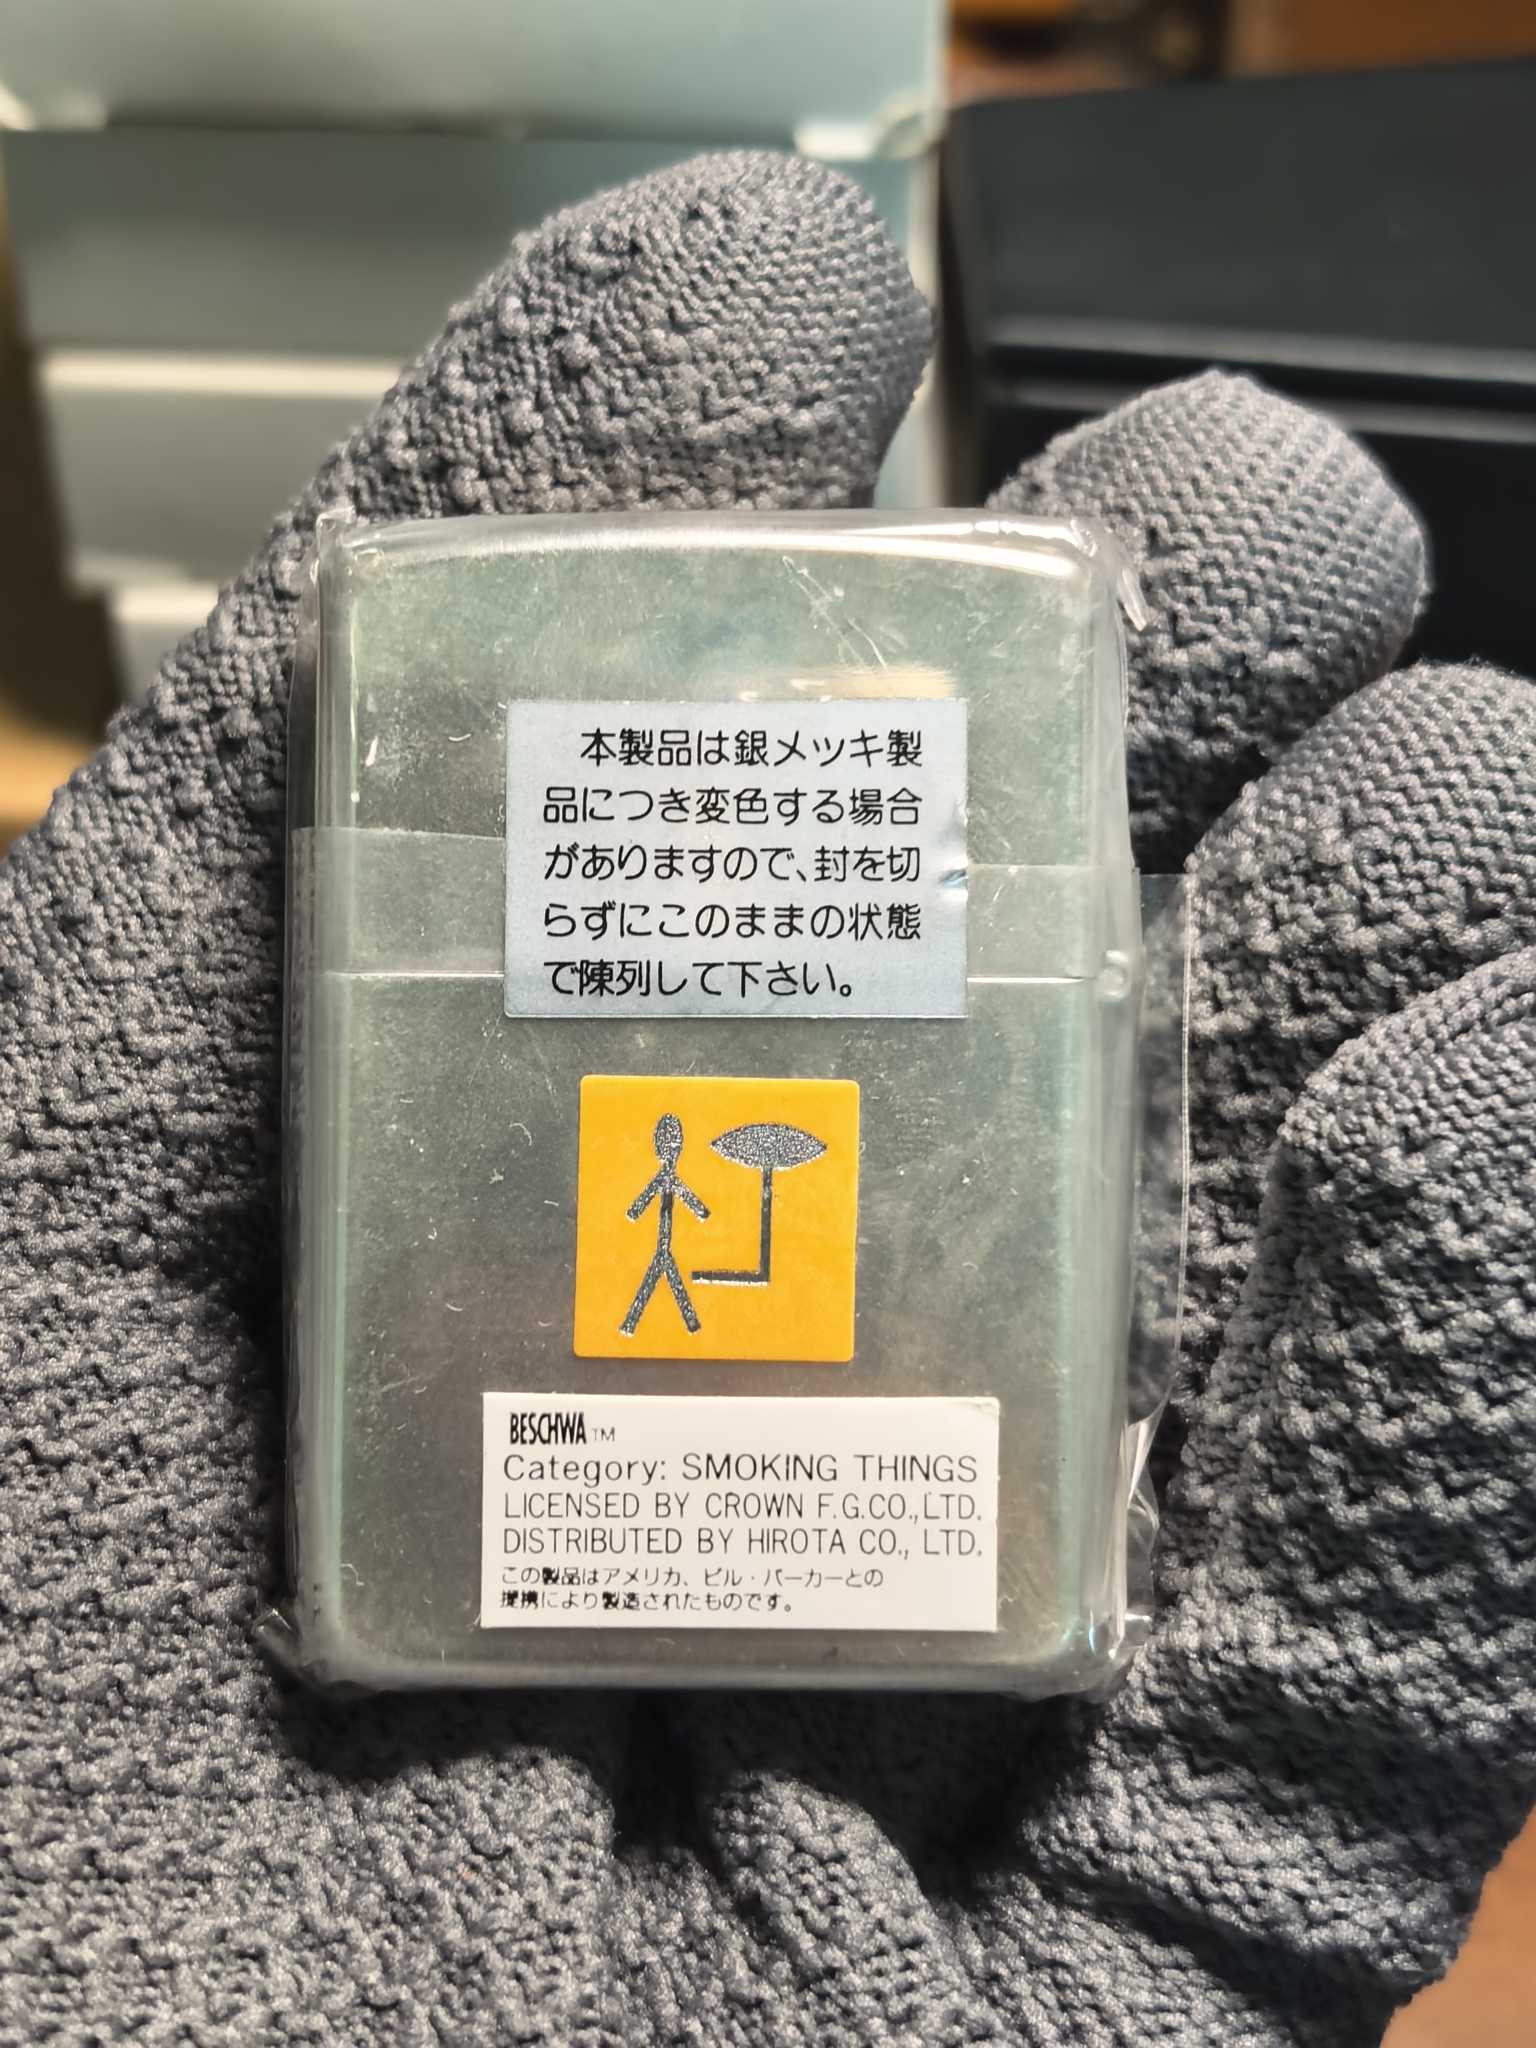 本製品は銀メッキ製
品につき変色する場合
がありますので、封を切
らずにこのままの状態
で陳列して下さい。
BESCHWA TM
Category: SMOKING THINGS
LICENSED BY CROWN F.G.CO.,LTD.
DISTRIBUTED BY HIROTA CO., LTD.
この製品はアメリカ、ビル・バーカーとの
提携により製造されたものです。